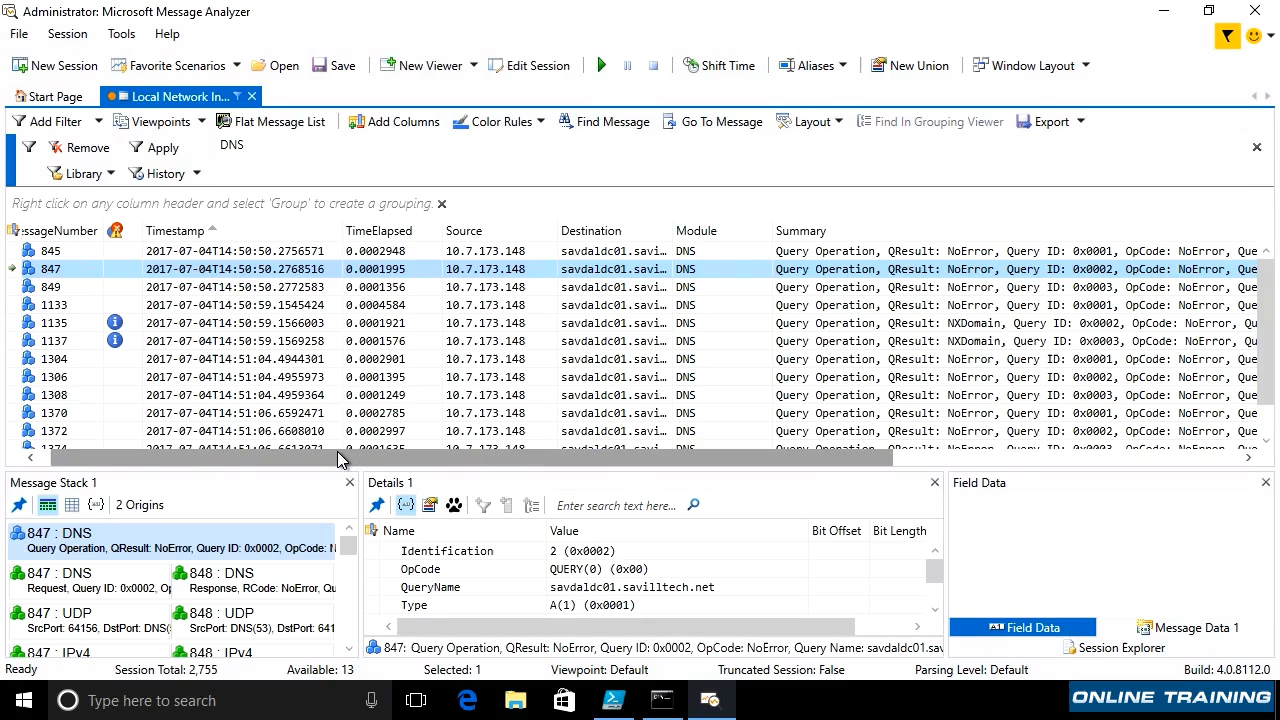 Administrator: Microsoft Message Analyzer
File Session Tools Help
New Session Favorite Scenarios Open Save New Viewer Edit Session Shift Time Aliases New Union Window Layout
Start Page Local Network In...
Add Filter Viewpoints Flat Message List Add Columns Color Rules Find Message Go To Message Layout Find In Grouping Viewer Export
Remove Apply DNS
Library History
Right click on any column header and select 'Group' to create a grouping.
ssageNumber Timestamp TimeElapsed Source Destination Module Summary
845 2017-07-04T14:50:50.2756571 0.0002948 10.7.173.148 savdaldc01.savi... DNS Query Operation, QResult: NoError, Query ID: 0x0001, OpCode: NoError, Que
847 2017-07-04T14:50:50.2768516 0.0001995 10.7.173.148 savdaldc01.savi... DNS Query Operation, QResult: NoError, Query ID: 0x0002, OpCode: NoError, Que
849 2017-07-04T14:50:50.2772583 0.0001356 10.7.173.148 savdaldc01.savi... DNS Query Operation, QResult: NoError, Query ID: 0x0003, OpCode: NoError, Que
1133 2017-07-04T14:50:59.1545424 0.0004584 10.7.173.148 savdaldc01.savi... DNS Query Operation, QResult: NoError, Query ID: 0x0001, OpCode: NoError, Que
1135 2017-07-04T14:50:59.1566003 0.0001921 10.7.173.148 savdaldc01.savi... DNS Query Operation, QResult: NXDomain, Query ID: 0x0002, OpCode: NoError, Qu
1137 2017-07-04T14:50:59.1569258 0.0001576 10.7.173.148 savdaldc01.savi... DNS Query Operation, QResult: NXDomain, Query ID: 0x0003, OpCode: NoError, Qu
1304 2017-07-04T14:51:04.4944301 0.0002901 10.7.173.148 savdaldc01.savi... DNS Query Operation, QResult: NoError, Query ID: 0x0001, OpCode: NoError, Que
1306 2017-07-04T14:51:04.4955973 0.0001395 10.7.173.148 savdaldc01.savi... DNS Query Operation, QResult: NoError, Query ID: 0x0002, OpCode: NoError, Que
1308 2017-07-04T14:51:04.4959364 0.0001249 10.7.173.148 savdaldc01.savi... DNS Query Operation, QResult: NoError, Query ID: 0x0003, OpCode: NoError, Que
1370 2017-07-04T14:51:06.6592471 0.0002785 10.7.173.148 savdaldc01.savi... DNS Query Operation, QResult: NoError, Query ID: 0x0001, OpCode: NoError, Que
1372 2017-07-04T14:51:06.6608010 0.0002997 10.7.173.148 savdaldc01.savi... DNS Query Operation, QResult: NoError, Query ID: 0x0002, OpCode: NoError, Que
Message Stack 1
2 Origins
847 : DNS
Query Operation, QResult: NoError, Query ID: 0x0002, OpCode:
847 : DNS 848 : DNS
Request, Query ID: 0x0002, Response, RCode: NoError, Qu
847 : UDP 848 : UDP
SrcPort: 64156, DstPort: DNS( SrcPort: DNS(53), DstPort: 641
847 : IPv4 848 : IPv4
Details 1
Enter search text here...
Name Value Bit Offset Bit Length
Identification 2 (0x0002)
OpCode QUERY(0) (0x00)
QueryName savdaldc01.savilltech.net
Type A(1) (0x0001)
847: Query Operation, QResult: NoError, Query ID: 0x0002, OpCode: NoError, Query Name: savdaldc01.sav
Field Data
Field Data Message Data 1
Session Explorer
Ready Session Total: 2,755 Available: 13 Selected: 1 Viewpoint: Default Truncated Session: False Parsing Level: Default Build: 4.0.8112.0
Type here to search
ONLINE TRAINING